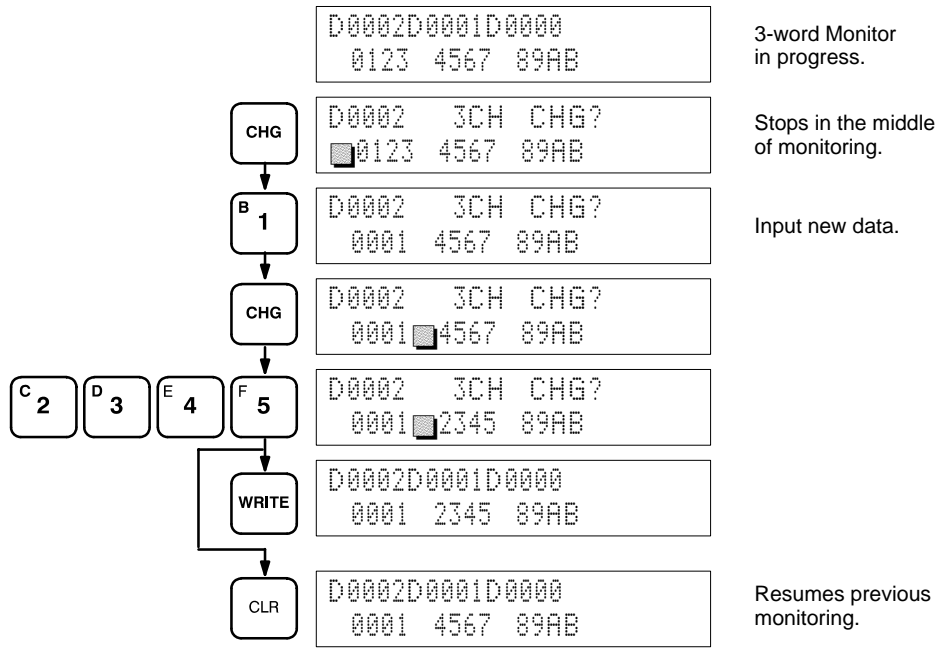 D0002D0001D0000
0123 4567 89AB
3-word Monitor
in progress.
CHG
D0002 3CH CHG?
0123 4567 89AB
Stops in the middle
of monitoring.
B 1
D0002 3CH CHG?
0001 4567 89AB
Input new data.
CHG
D0002 3CH CHG?
0001 4567 89AB
C 2 D 3 E 4 F 5
D0002 3CH CHG?
0001 2345 89AB
WRITE
D0002D0001D0000
0001 2345 89AB
CLR
D0002D0001D0000
0001 4567 89AB
Resumes previous
monitoring.